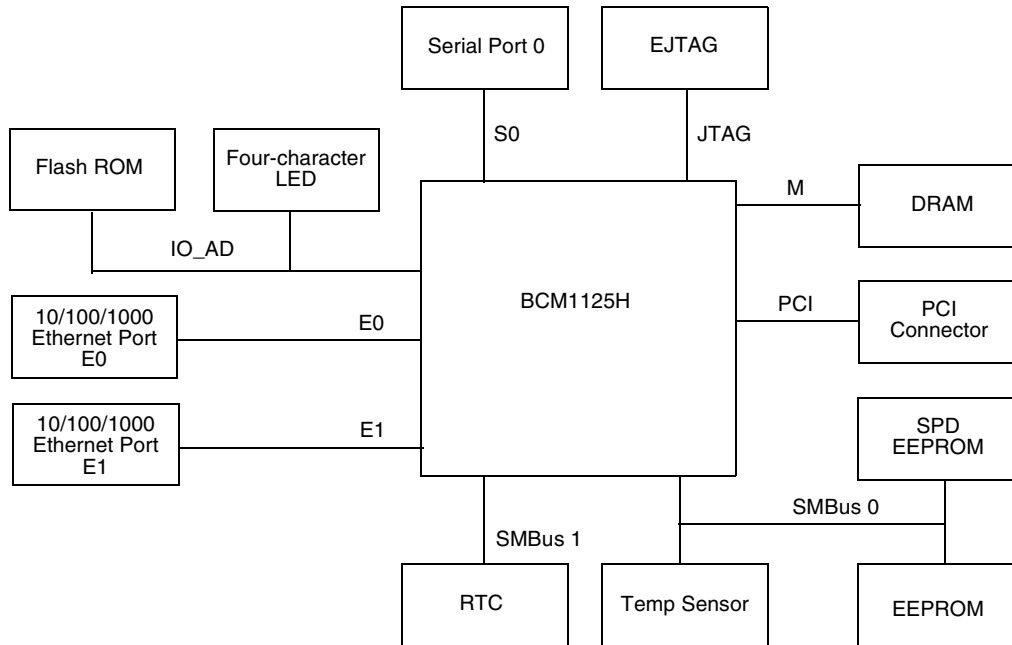 Serial Port 0
EJTAG
S0
JTAG
Flash ROM
Four-character
LED
M
DRAM
IO_AD
BCM1125H
10/100/1000
Ethernet Port
E0
E0
PCI
PCI
Connector
10/100/1000
Ethernet Port
E1
E1
SPD
EEPROM
SMBus 0
SMBus 1
RTC
Temp Sensor
EEPROM